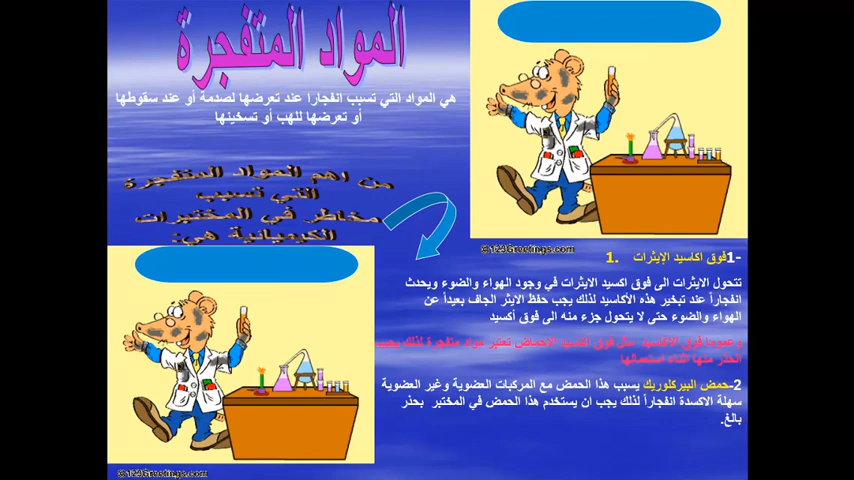 المواد المتفجرة
هي المواد التي تسبب انفجارا عند تعرضها لصدمة أو عند سقوطها
أو تعرضها للهب أو تسخينها
من اهم المواد المتفجرة
التي تسبب
مخاطر في المختبرات
الكيميائية هي:
©123Greetings.com
1-فوق اكاسيد الإيثرات 1.
تتحول الايثرات الى فوق اكسيد الايثرات في وجود الهواء والضوء ويحدث
انفجاراً عند تبخير هذه الأكاسيد لذلك يجب حفظ الايثر الجاف بعيداً عن
الهواء والضوء حتى لا يتحول جزء منه الى فوق أكسيد
وعموما فوق الاكاسيد مثل فوق اكاسيد الاحماض تعتبر مواد متفجرة لذلك يجب
الحذر منها اثناء استعمالها
2-حمض البيركلوريك يسبب هذا الحمض مع المركبات العضوية وغير العضوية
سهلة الاكسدة انفجاراً لذلك يجب ان يستخدم هذا الحمض في المختبر بحذر
بالغ.
©123Greetings.com